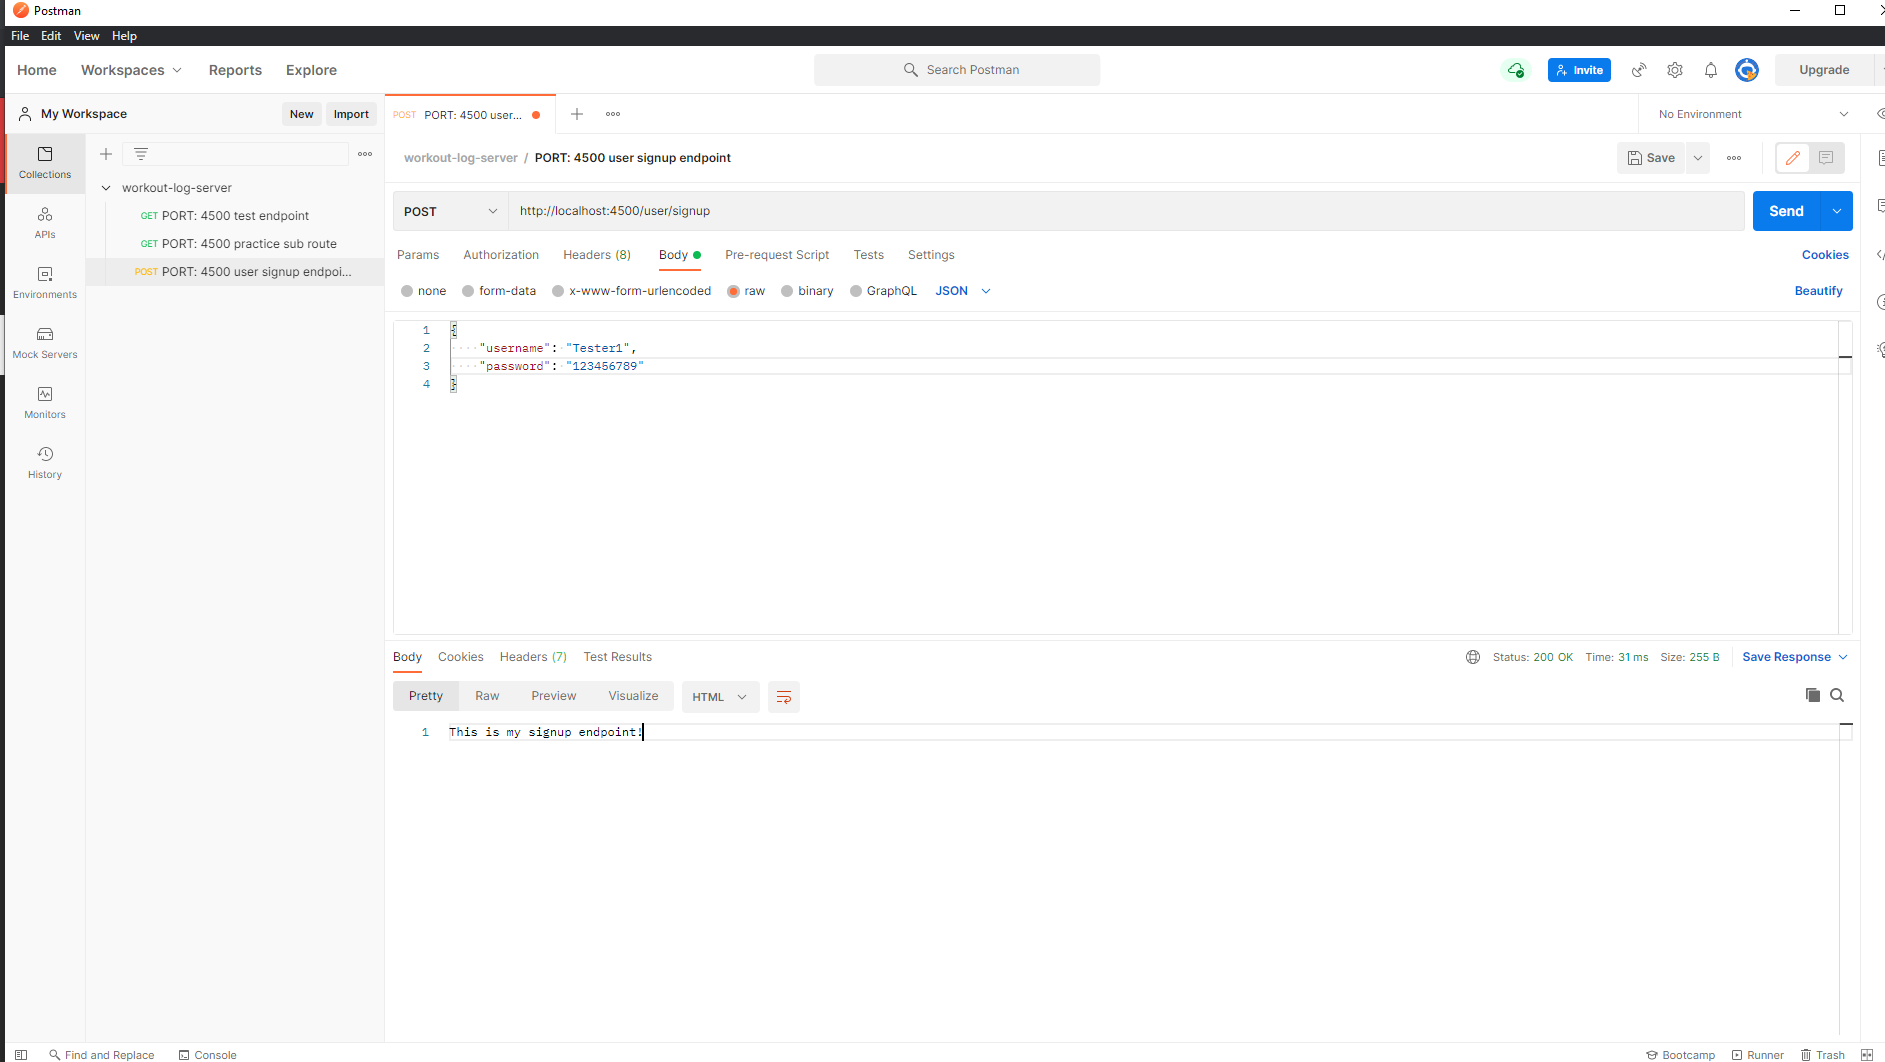 Postman
File Edit View Help
Home Workspaces Reports Explore Search Postman Invite Upgrade
My Workspace New Import POST PORT: 4500 user... No Environment
Collections
workout-log-server / PORT: 4500 user signup endpoint Save
workout-log-server
GET PORT: 4500 test endpoint
GET PORT: 4500 practice sub route
POST PORT: 4500 user signup endpoi...
APIs
Environments
Mock Servers
Monitors
History
POST http://localhost:4500/user/signup Send
Params Authorization Headers (8) Body Pre-request Script Tests Settings Cookies
none form-data x-www-form-urlencoded raw binary GraphQL JSON Beautify
1 {
2 "username": "Tester1",
3 "password": "123456789"
4 }
Body Cookies Headers (7) Test Results Status: 200 OK Time: 31 ms Size: 255 B Save Response
Pretty Raw Preview Visualize HTML
1 This is my signup endpoint!
Find and Replace Console Bootcamp Runner Trash